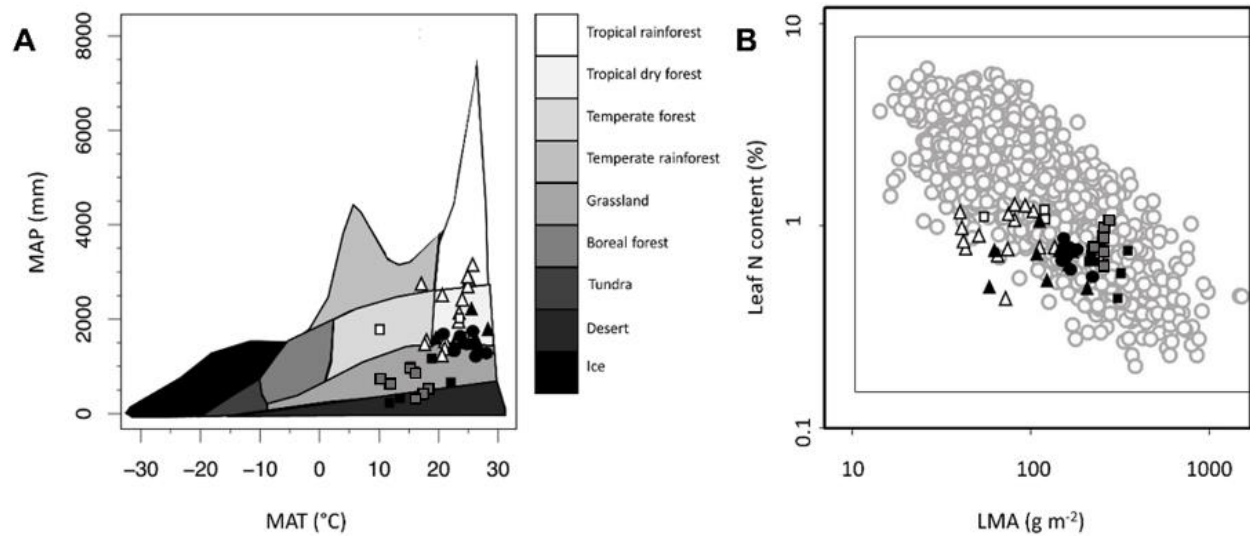 A
8000
6000
4000
2000
0
MAP (mm)
−30
−20
−10
0
10
20
30
MAT (°C)
Tropical rainforest
Tropical dry forest
Temperate forest
Temperate rainforest
Grassland
Boreal forest
Tundra
Desert
Ice
B
10
1
0.1
Leaf N content (%)
10
100
1000
LMA (g m⁻²)